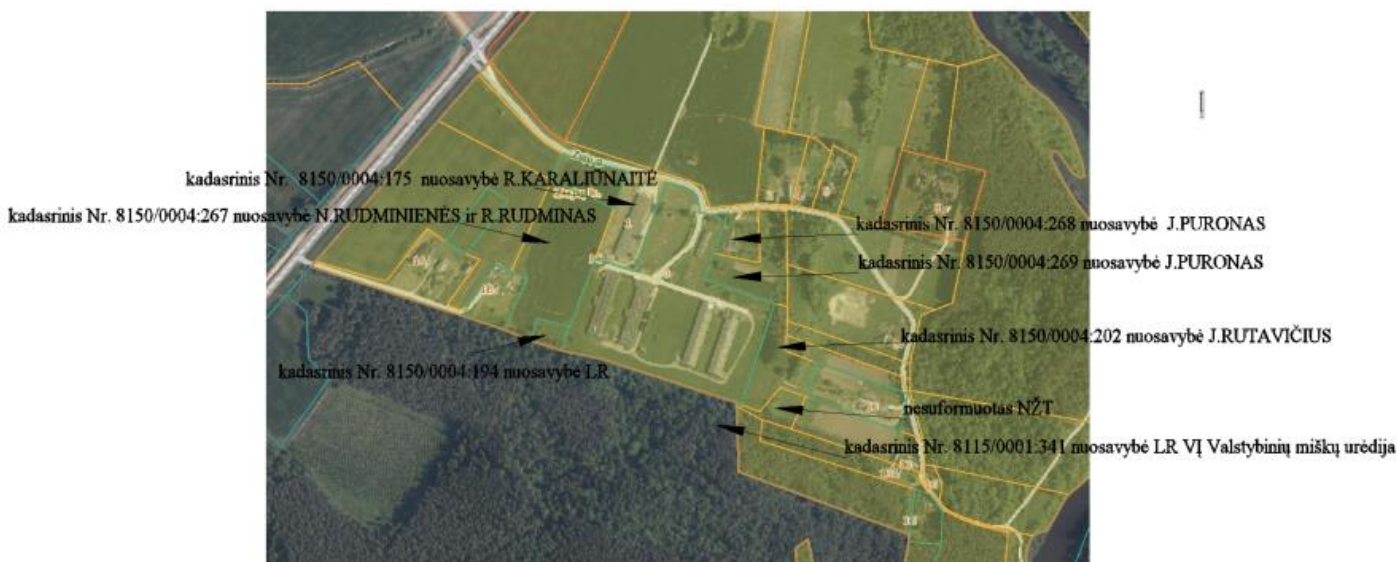 kadasrinis Nr. 8150/0004:175 nuosavybė R.KARALIŪNAITĖ
kadasrinis Nr. 8150/0004:267 nuosavybė N.RUDMINIENĖS ir R.RUDMINAS
kadasrinis Nr. 8150/0004:268 nuosavybė J.PURONAS
kadasrinis Nr. 8150/0004:269 nuosavybė J.PURONAS
kadasrinis Nr. 8150/0004:202 nuosavybė J.RUTAVIČIUS
kadasrinis Nr. 8150/0004:194 nuosavybė LR
nesuformuotas NŽT
kadasrinis Nr. 8115/0001:341 nuosavybė LR VĮ Valstybinių miškų urėdija